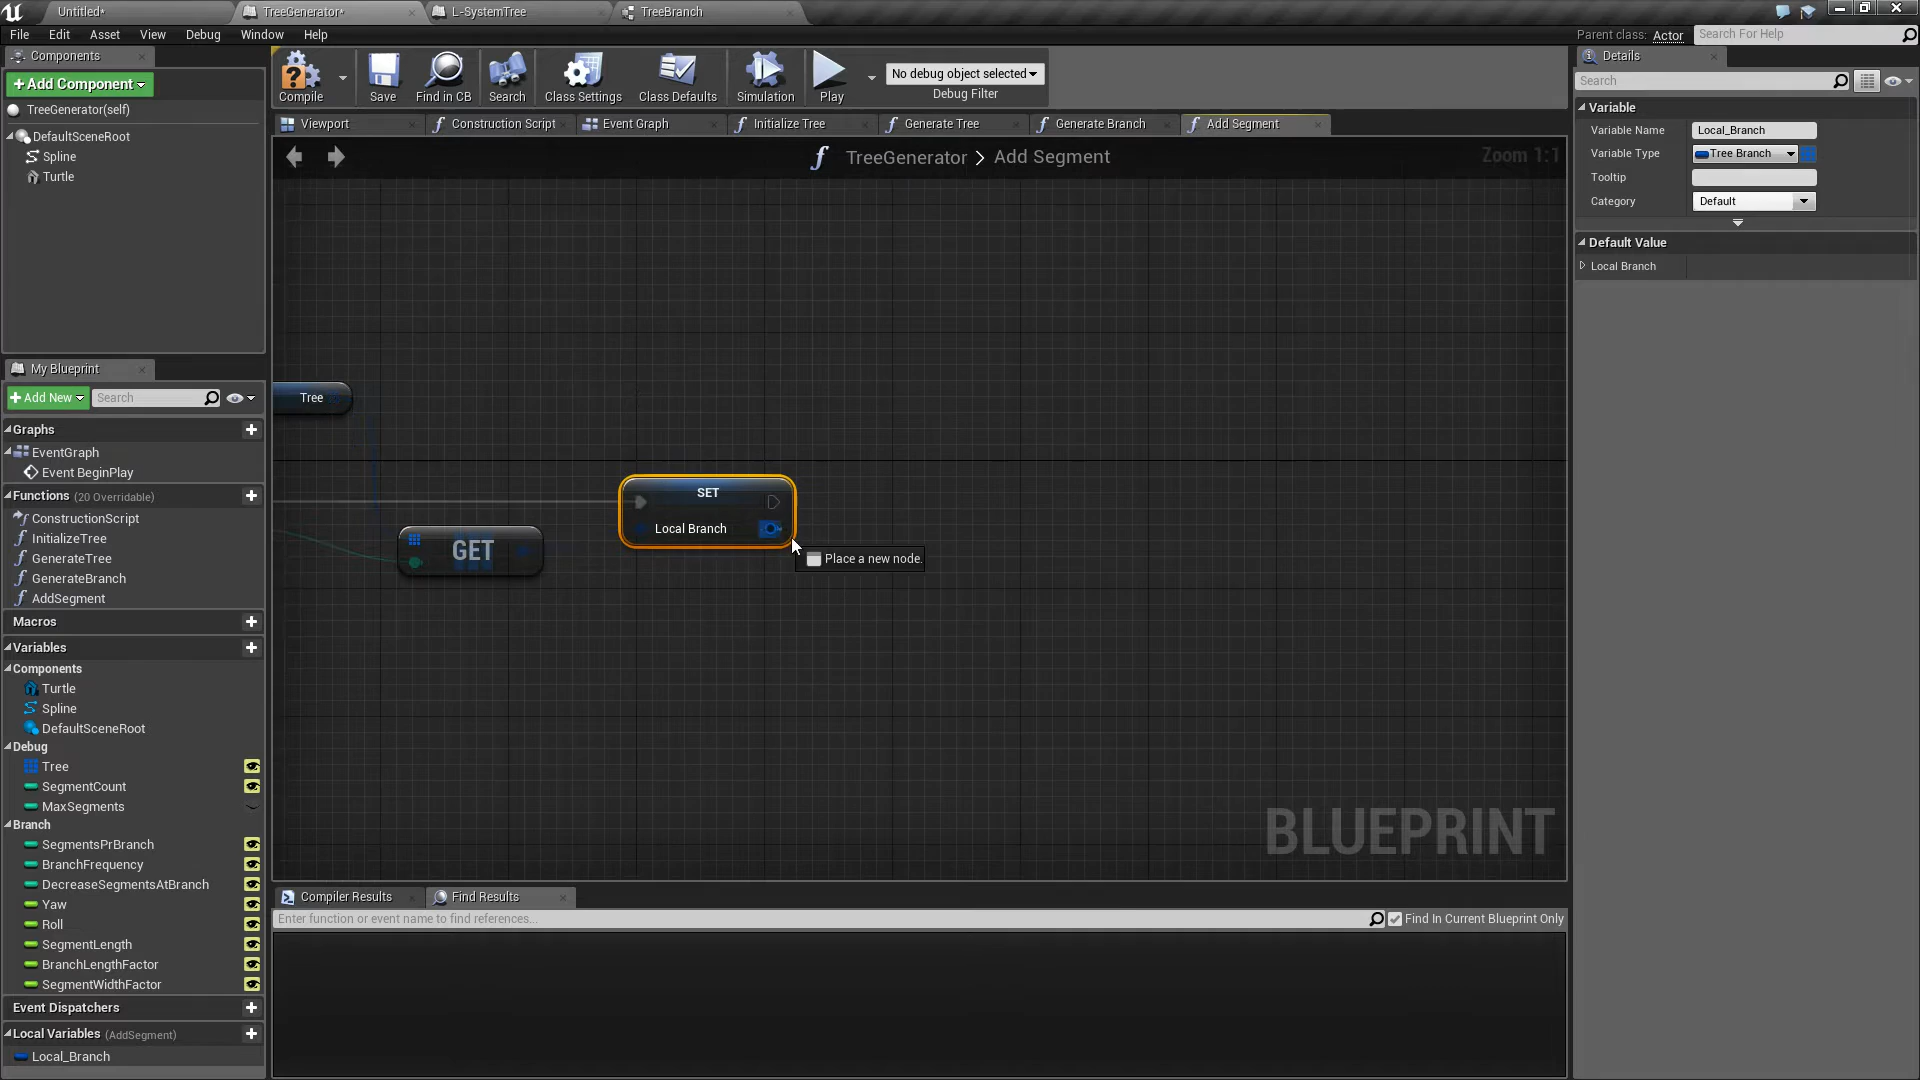 Untitled*
TreeGenerator*
L-SystemTree
TreeBranch
File Edit Asset View Debug Window Help
Parent class: Actor
Search For Help
Components
+Add Component
TreeGenerator(self)
DefaultSceneRoot
Spline
Turtle
Compile
Save
Find in CB
Search
Class Settings
Class Defaults
Simulation
Play
No debug object selected
Debug Filter
Viewport
Construction Script
Event Graph
Initialize Tree
Generate Tree
Generate Branch
Add Segment
TreeGenerator > Add Segment
Zoom 1:1
Tree
GET
SET
Local Branch
Place a new node.
BLUEPRINT
My Blueprint
+Add New
Search
Graphs
EventGraph
Event BeginPlay
Functions (20 Overridable)
ConstructionScript
InitializeTree
GenerateTree
GenerateBranch
AddSegment
Macros
Variables
Components
Turtle
Spline
DefaultSceneRoot
Debug
Tree
SegmentCount
MaxSegments
Branch
SegmentsPrBranch
BranchFrequency
DecreaseSegmentsAtBranch
Yaw
Roll
SegmentLength
BranchLengthFactor
SegmentWidthFactor
Event Dispatchers
Local Variables (AddSegment)
Local_Branch
Compiler Results
Find Results
Enter function or event name to find references...
Find In Current Blueprint Only
Details
Search
Variable
Variable Name Local_Branch
Variable Type Tree Branch
Tooltip
Category Default
Default Value
Local Branch